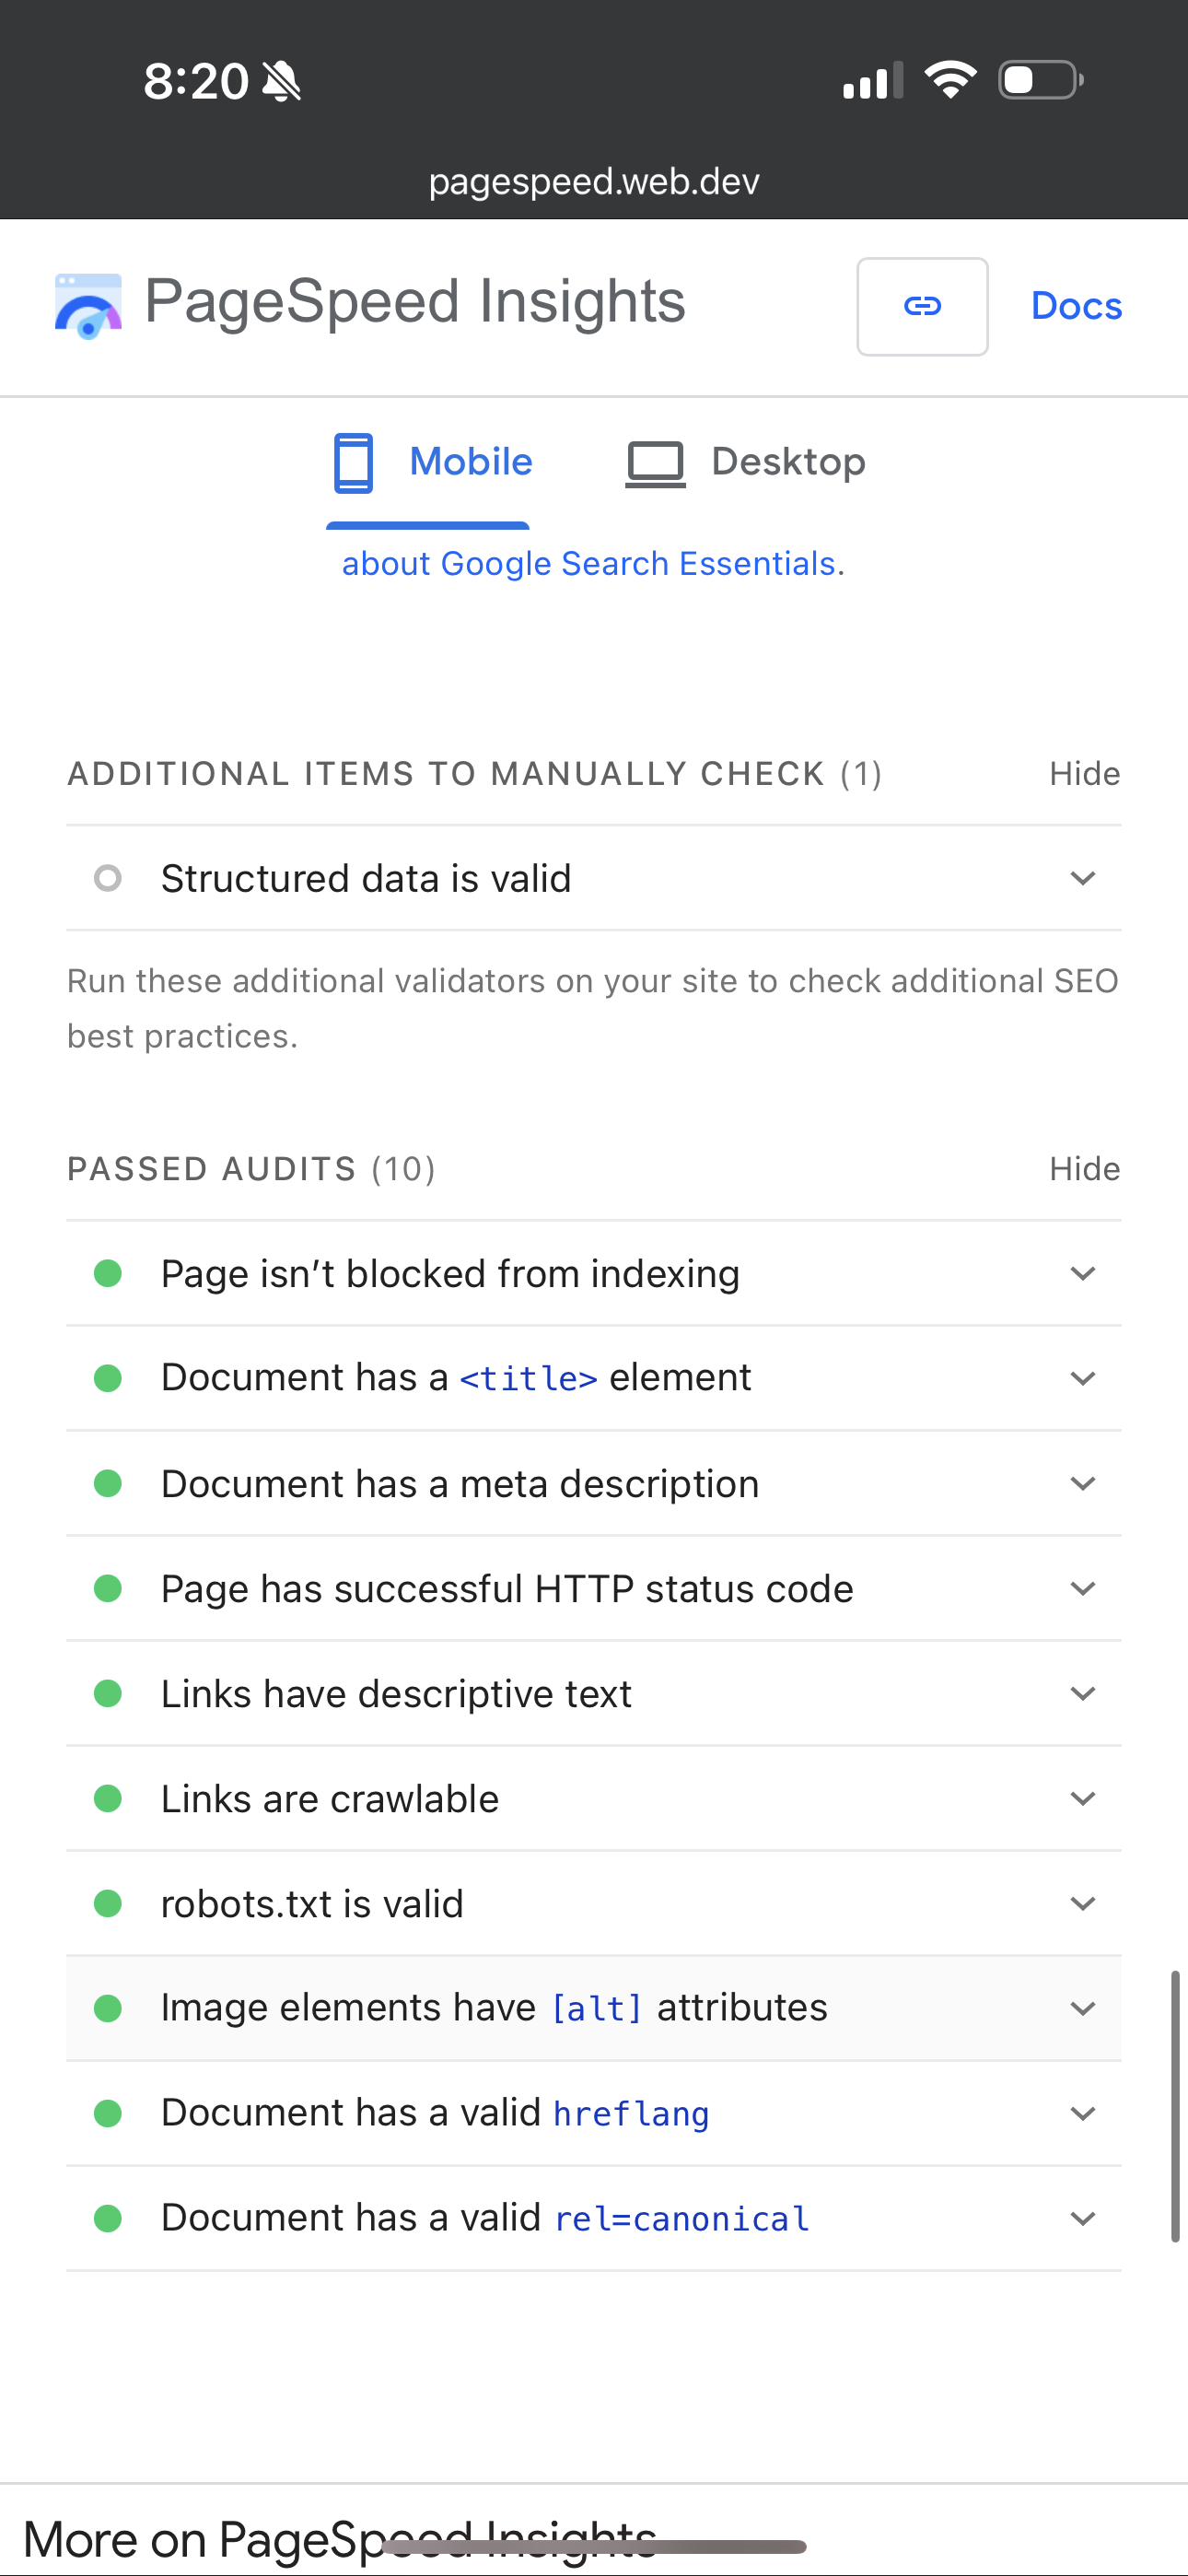 8:20
pagespeed.web.dev
PageSpeed Insights
Docs
Mobile
Desktop
about Google Search Essentials.
ADDITIONAL ITEMS TO MANUALLY CHECK (1)
Hide
Structured data is valid
Run these additional validators on your site to check additional SEO
best practices.
PASSED AUDITS (10)
Hide
Page isn’t blocked from indexing
Document has a <title> element
Document has a meta description
Page has successful HTTP status code
Links have descriptive text
Links are crawlable
robots.txt is valid
Image elements have [alt] attributes
Document has a valid hreflang
Document has a valid rel=canonical
More on PageSpeed Insights